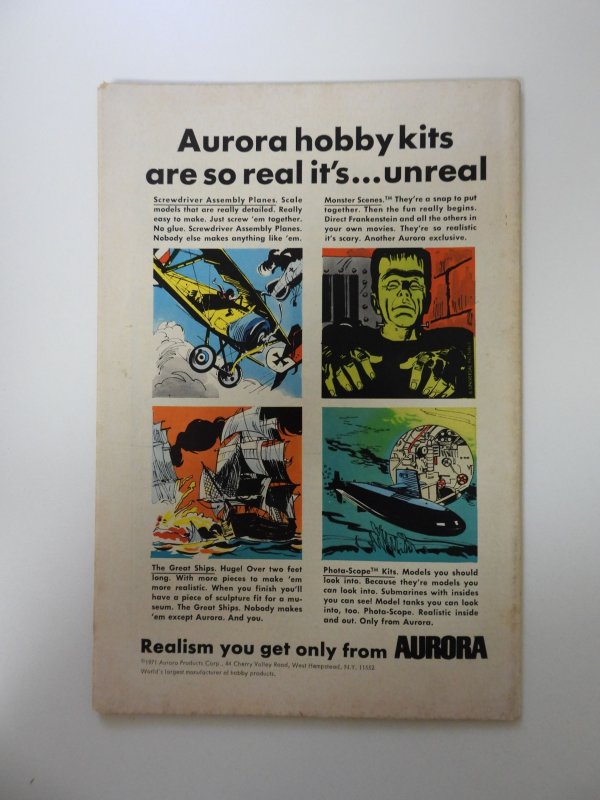 Aurora hobby kits
are so real it's...unreal
Screwdriver Assembly Planes. Scale
models that are really detailed. Really
easy to make. Just screw 'em together.
No glue. Screwdriver Assembly Planes.
Nobody else makes anything like 'em.
Monster Scenes.™ They're a snap to put
together. Then the fun really begins.
Direct Frankenstein and all the others in
your own movies. They're so realistic
it's scary. Another Aurora exclusive.
The Great Ships. Huge! Over two feet
long. With more pieces to make 'em
more realistic. When you finish you'll
have a piece of sculpture fit for a mu-
seum. The Great Ships. Nobody makes
'em except Aurora. And you.
Phota-Scope™ Kits. Models you should
look into. Because they're models you
can look into. Submarines with insides
you can see! Model tanks you can look
into, too. Phota-Scope. Realistic inside
and out. Only from Aurora.
Realism you get only from AURORA
©1971 Aurora Products Corp., 44 Cherry Valley Road, West Hempstead, N.Y. 11552
World's largest manufacturer of hobby products.